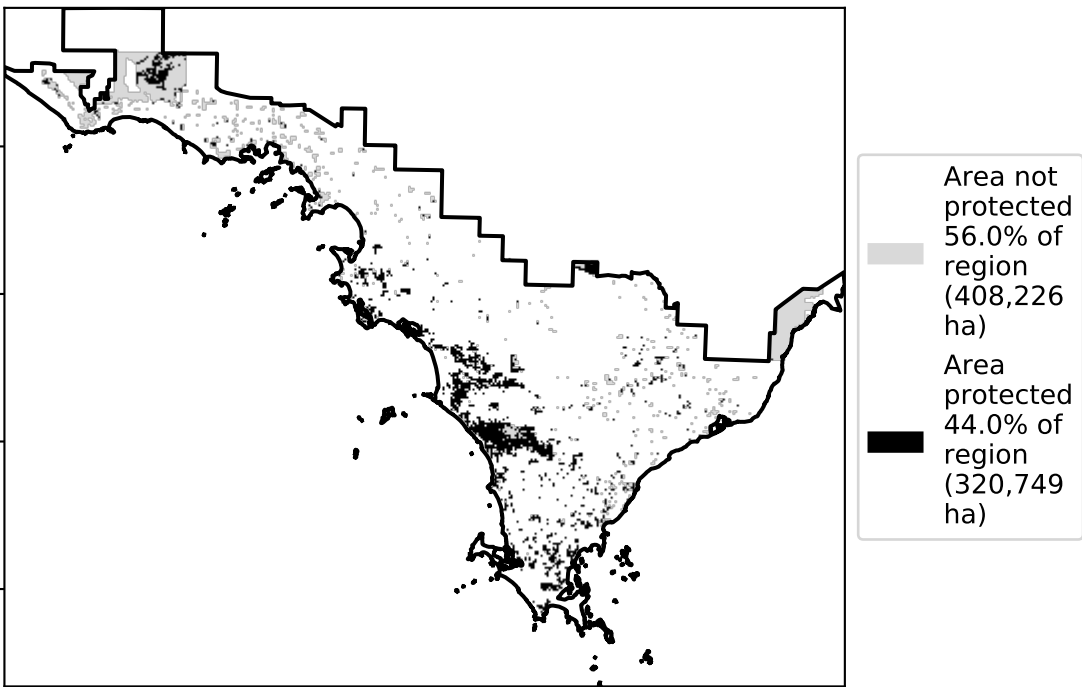 Area not
protected
56.0% of
region
(408,226
ha)
Area
protected
44.0% of
region
(320,749
ha)